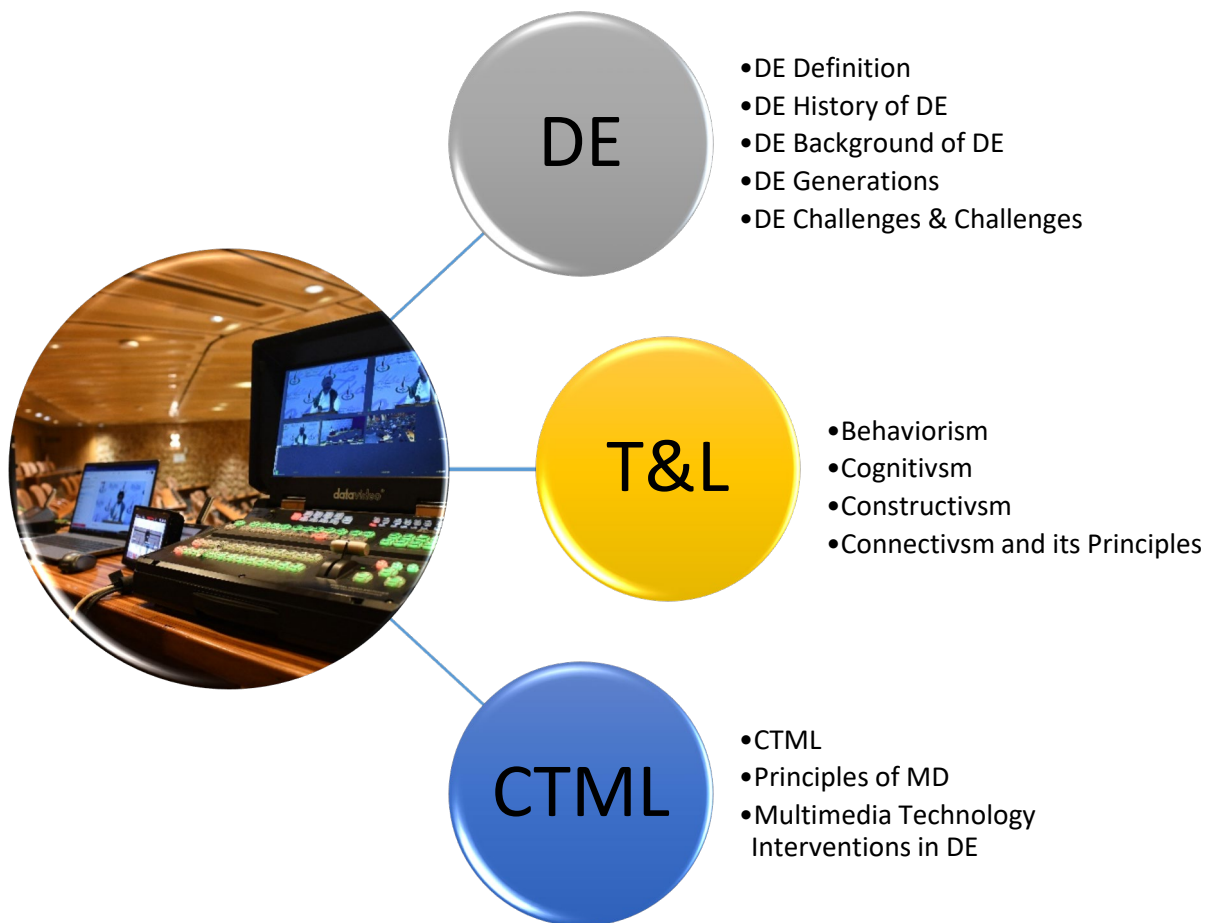 DE
•DE Definition
•DE History of DE
•DE Background of DE
•DE Generations
•DE Challenges & Challenges
datavideo
T&L
•Behaviorism
•Cognitivsm
•Constructivsm
•Connectivsm and its Principles
CTML
•CTML
•Principles of MD
•Multimedia Technology
Interventions in DE